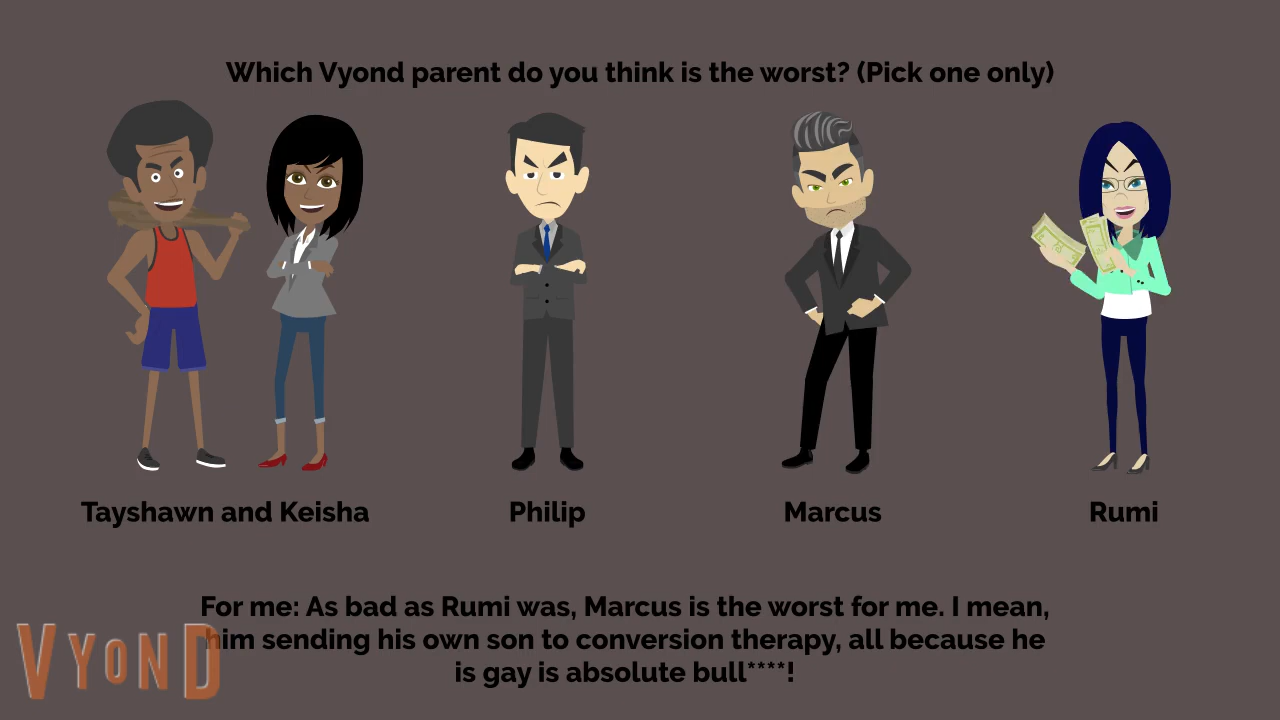 Which Vyond parent do you think is the worst? (Pick one only)
Tayshawn and Keisha
Philip
Marcus
Rumi
For me: As bad as Rumi was, Marcus is the worst for me. I mean,
him sending his own son to conversion therapy, all because he
is gay is absolute bull****!
VYOND